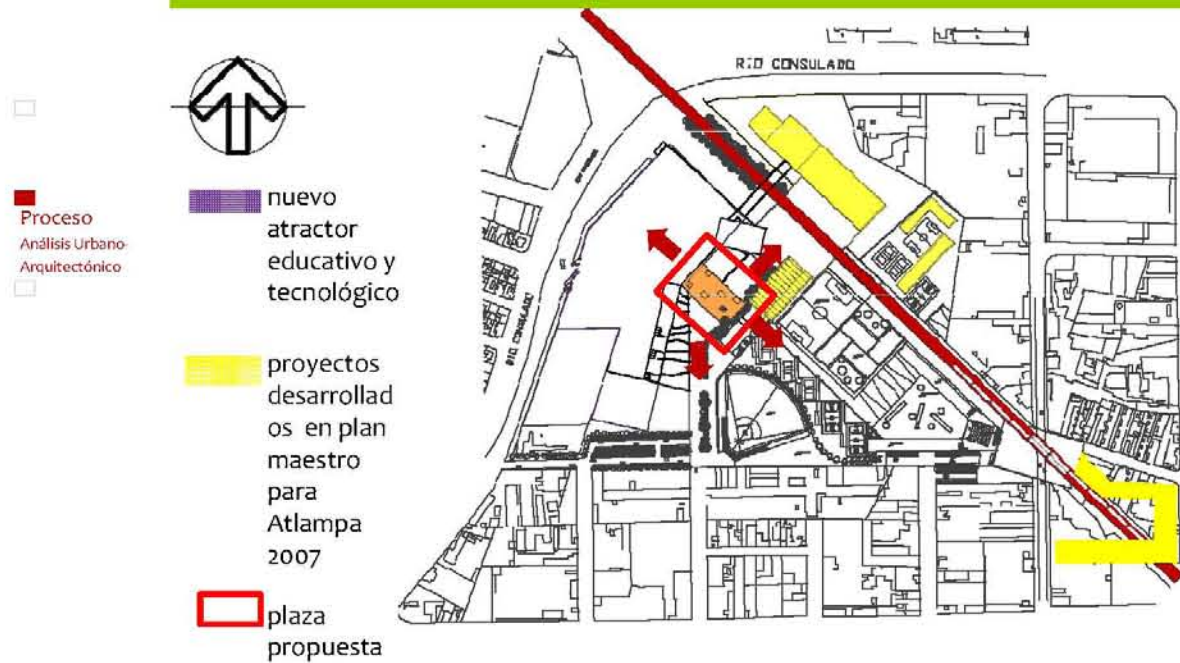 Proceso
Análisis Urbano-
Arquitectónico
nuevo
atractor
educativo y
tecnológico
proyectos
desarrollad
os en plan
maestro
para
Atlampa
2007
plaza
propuesta
RIO CONSULADO
RIO CONSULADO